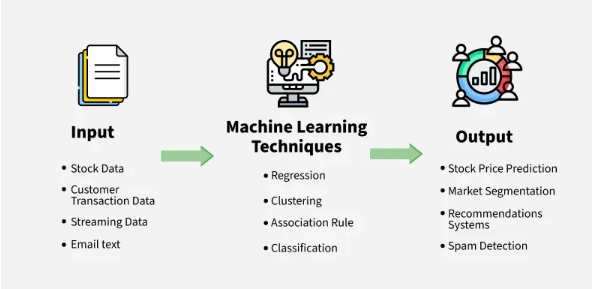 Input
Stock Data
Customer
Transaction Data
Streaming Data
Email text
Machine Learning
Techniques
Regression
Clustering
Association Rule
Classification
Output
Stock Price Prediction
Market Segmentation
Recommendations
Systems
Spam Detection